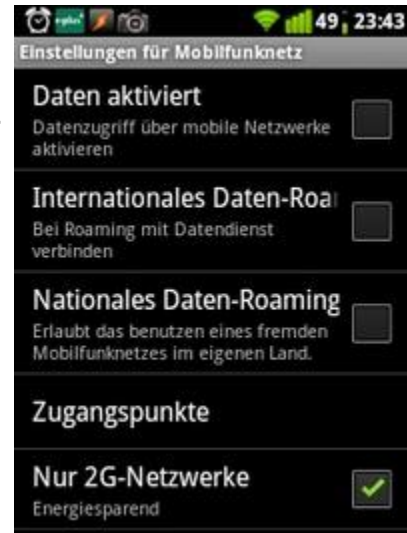 e-plus+ 49 23:43
Einstellungen für Mobilfunknetz
Daten aktiviert
Datenzugriff über mobile Netzwerke
aktivieren
Internationales Daten-Roa
Bei Roaming mit Datendienst
verbinden
Nationales Daten-Roaming
Erlaubt das benutzen eines fremden
Mobilfunknetzes im eigenen Land.
Zugangspunkte
Nur 2G-Netzwerke
Energiesparend